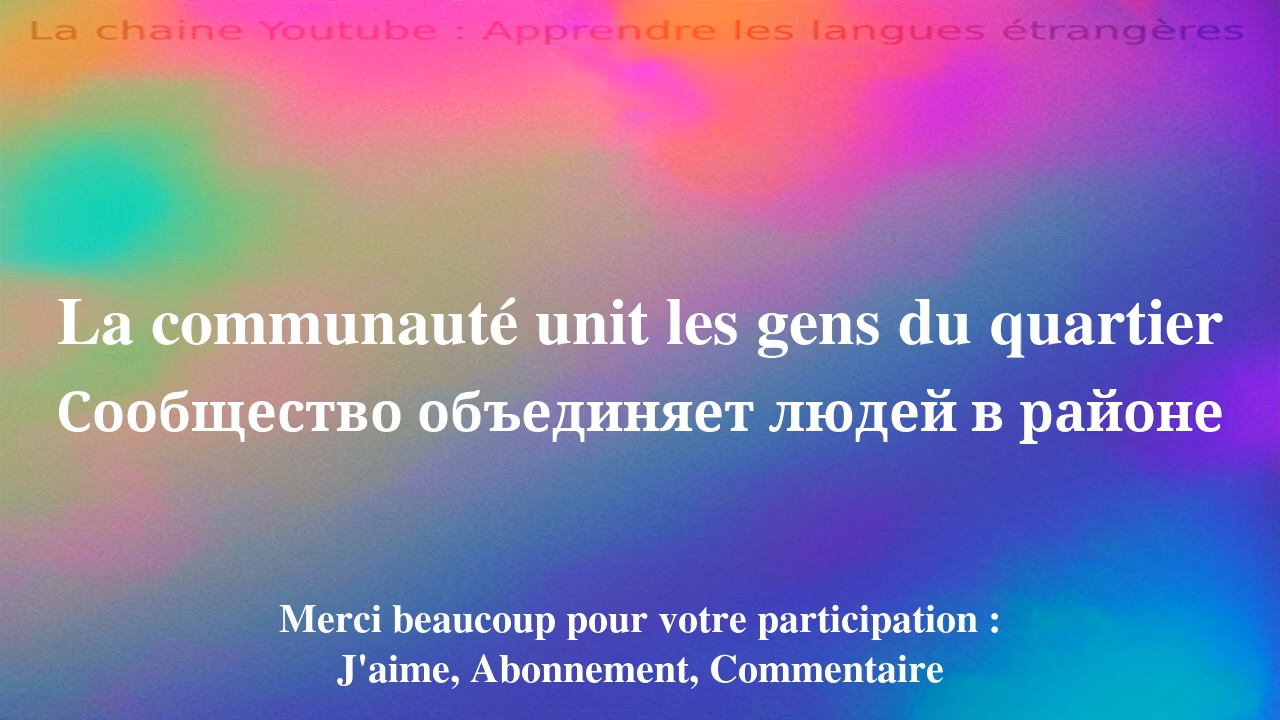 La chaine Youtube : Apprendre les langues étrangères
La communauté unit les gens du quartier
Сообщество объединяет людей в районе
Merci beaucoup pour votre participation :
J'aime, Abonnement, Commentaire